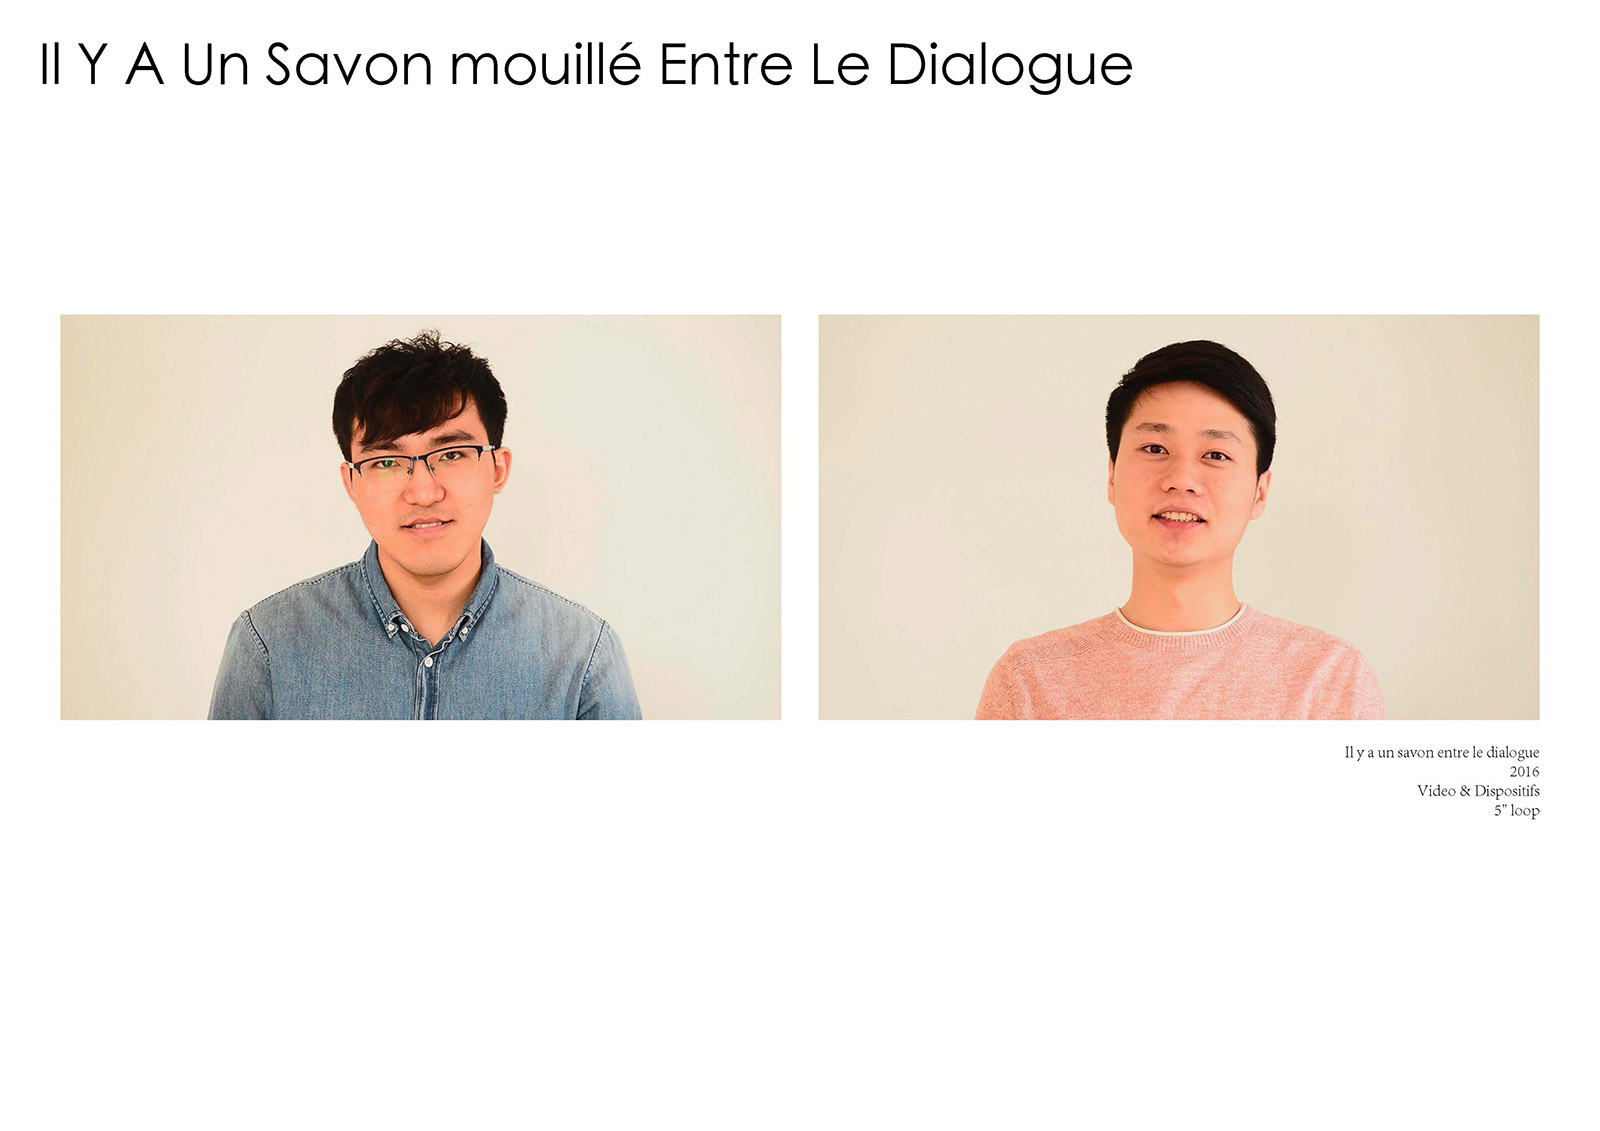 Il Y A Un Savon mouillé Entre Le Dialogue
Il y a un savon entre le dialogue
2016
Video & Dispositifs
5” loop